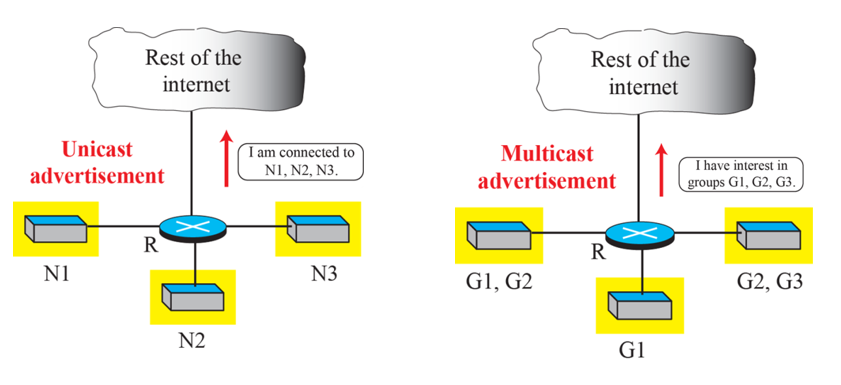 Rest of the
internet
Unicast
advertisement
I am connected to
N1, N2, N3.
R
N1
N3
N2
Rest of the
internet
Multicast
advertisement
I have interest in
groups G1, G2, G3.
R
G1, G2
G2, G3
G1